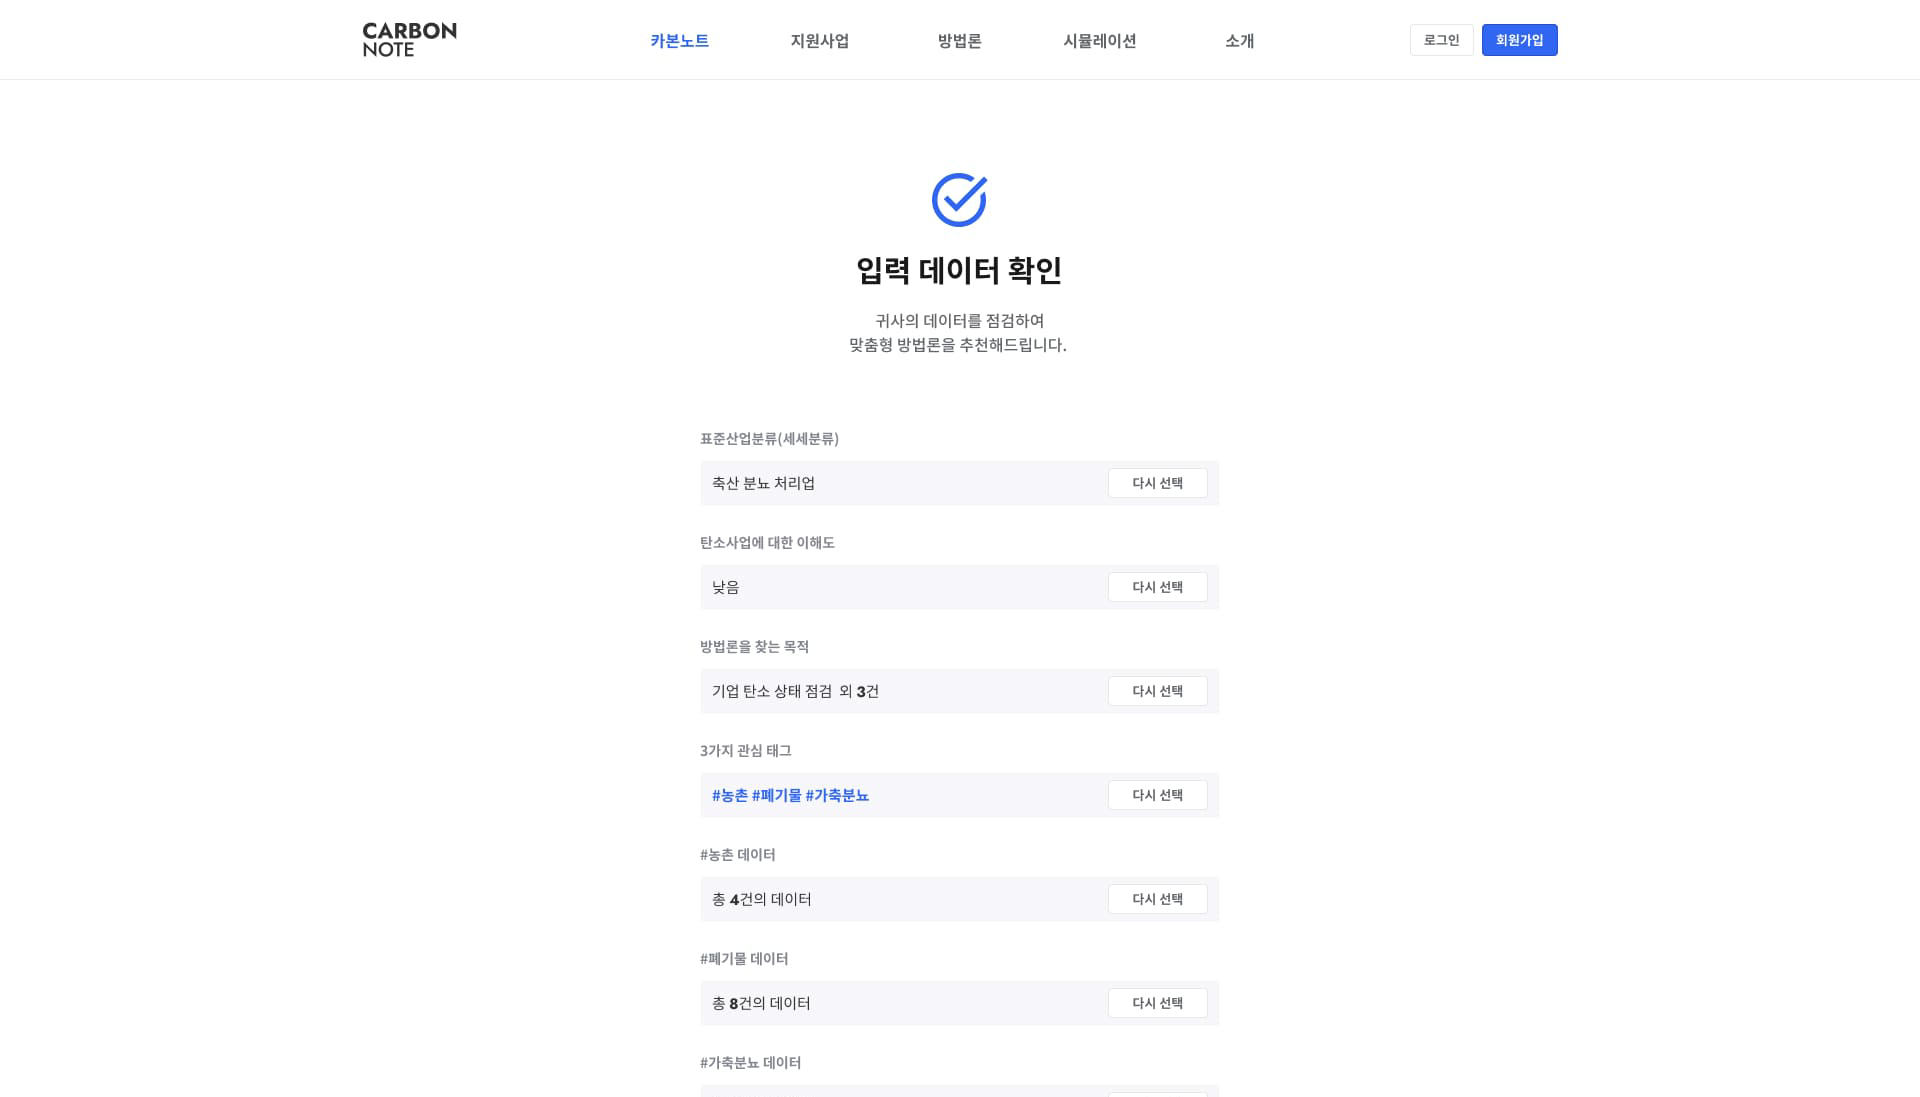 CARBON
NOTE
카본노트
지원사업
방법론
시뮬레이션
소개
로그인
회원가입
입력 데이터 확인
귀사의 데이터를 점검하여
맞춤형 방법론을 추천해드립니다.
표준산업분류(세세분류)
축산 분뇨 처리업
다시 선택
탄소사업에 대한 이해도
낮음
다시 선택
방법론을 찾는 목적
기업 탄소 상태 점검 외 3건
다시 선택
3가지 관심 태그
#농촌 #폐기물 #가축분뇨
다시 선택
#농촌 데이터
총 4건의 데이터
다시 선택
#폐기물 데이터
총 8건의 데이터
다시 선택
#가축분뇨 데이터